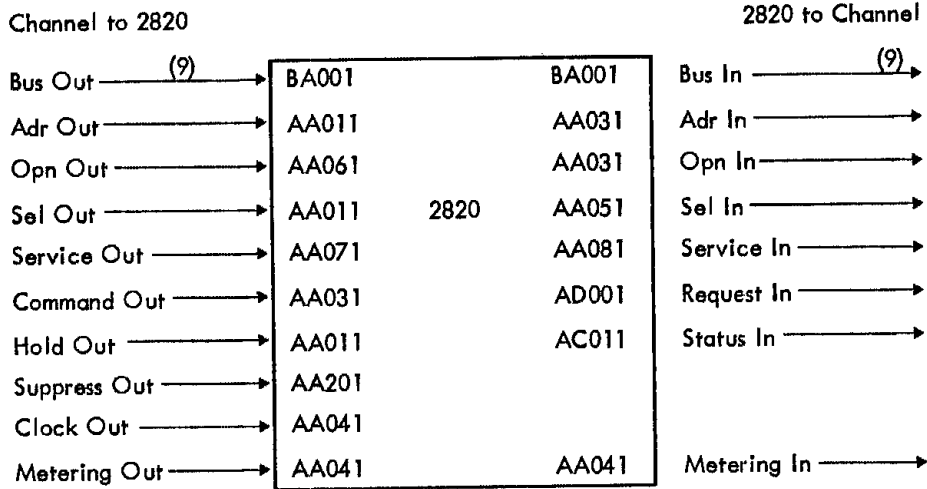 Channel to 2820 2820 to Channel
Bus Out (9) BA001 BA001 Bus In (9)
Adr Out AA011 AA031 Adr In
Opn Out AA061 AA031 Opn In
Sel Out AA011 2820 AA051 Sel In
Service Out AA071 AA081 Service In
Command Out AA031 AD001 Request In
Hold Out AA011 AC011 Status In
Suppress Out AA201
Clock Out AA041
Metering Out AA041 AA041 Metering In